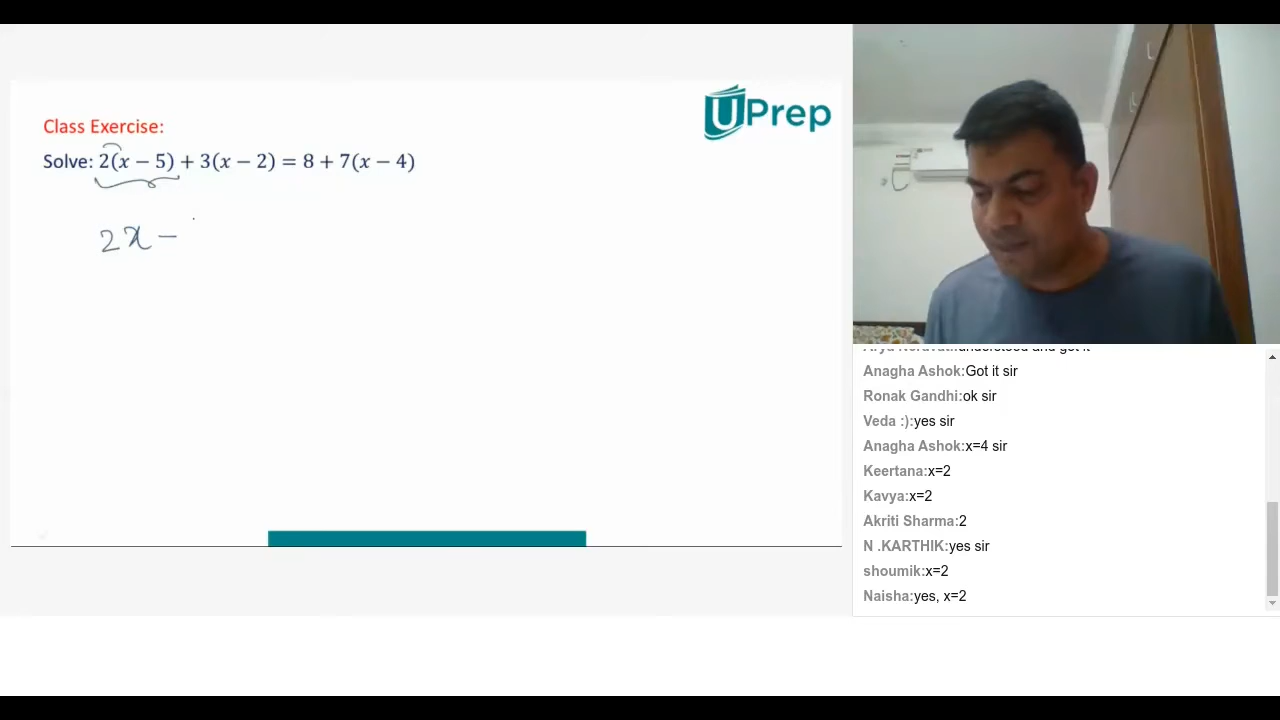 UPrep
Class Exercise:
Solve: 2(x − 5) + 3(x − 2) = 8 + 7(x − 4)
2x −
Anagha Ashok:Got it sir
Ronak Gandhi:ok sir
Veda :):yes sir
Anagha Ashok:x=4 sir
Keertana:x=2
Kavya:x=2
Akriti Sharma:2
N .KARTHIK:yes sir
shoumik:x=2
Naisha:yes, x=2